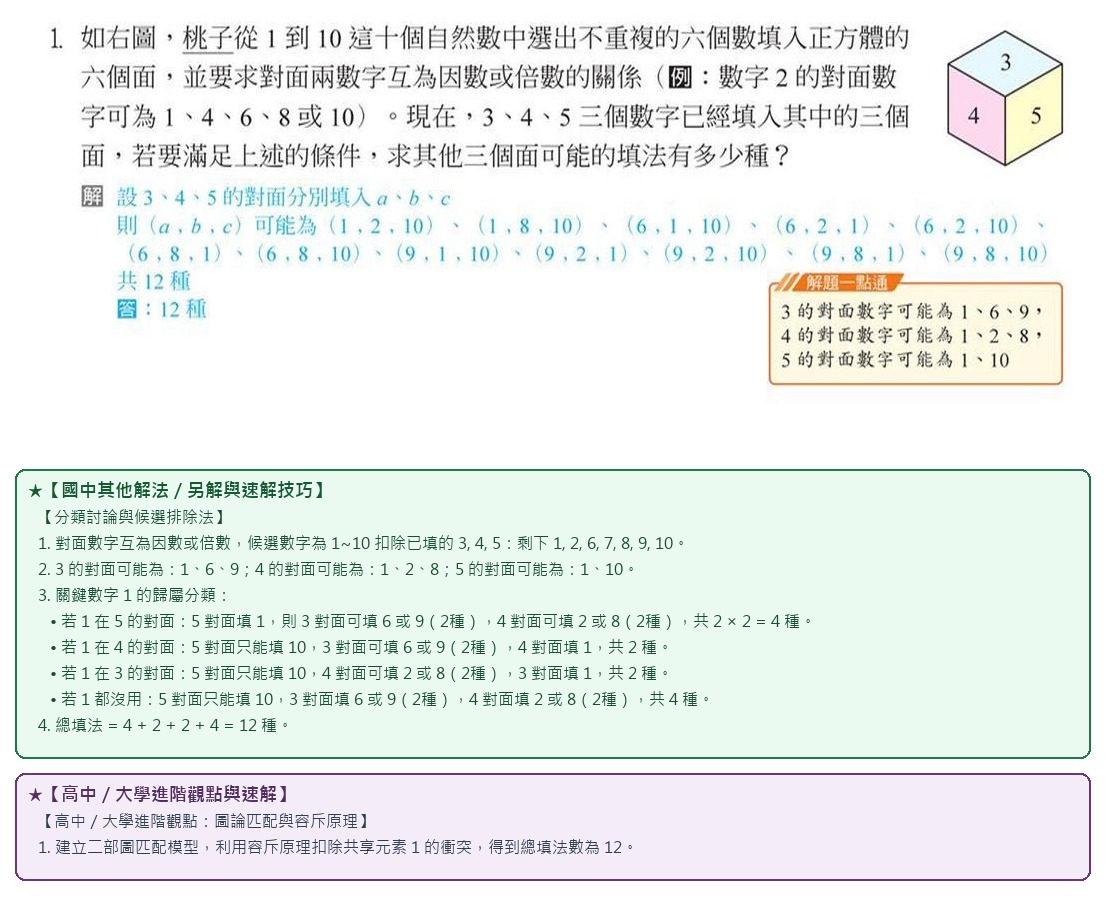 1. 如右圖，桃子從 1 到 10 這十個自然數中選出不重複的六個數填入正方體的
六個面，並要求對面兩數字互為因數或倍數的關係（例：數字 2 的對面數
字可為 1、4、6、8 或 10）。現在，3、4、5 三個數字已經填入其中的三個
面，若要滿足上述的條件，求其他三個面可能的填法有多少種？
3
4
5
解 設 3、4、5 的對面分別填入 a、b、c
則（a , b , c）可能為（1 , 2 , 10）、（1 , 8 , 10）、（6 , 1 , 10）、（6 , 2 , 1）、（6 , 2 , 10）、
（6 , 8 , 1）、（6 , 8 , 10）、（9 , 1 , 10）、（9 , 2 , 1）、（9 , 2 , 10）、（9 , 8 , 1）、（9 , 8 , 10）
共 12 種
答：12 種
解題一點通
3 的對面數字可能為 1、6、9，
4 的對面數字可能為 1、2、8，
5 的對面數字可能為 1、10
★【國中其他解法 / 另解與速解技巧】
【分類討論與候選排除法】
1. 對面數字互為因數或倍數，候選數字為 1~10 扣除已填的 3, 4, 5：剩下 1, 2, 6, 7, 8, 9, 10。
2. 3 的對面可能為：1、6、9；4 的對面可能為：1、2、8；5 的對面可能為：1、10。
3. 關鍵數字 1 的歸屬分類：
• 若 1 在 5 的對面：5 對面填 1，則 3 對面可填 6 或 9 (2種)，4 對面可填 2 或 8 (2種)，共 2 × 2 = 4 種。
• 若 1 在 4 的對面：5 對面只能填 10，3 對面可填 6 或 9 (2種)，4 對面填 1，共 2 種。
• 若 1 在 3 的對面：5 對面只能填 10，4 對面可填 2 或 8 (2種)，3 對面填 1，共 2 種。
• 若 1 都沒用：5 對面只能填 10，3 對面填 6 或 9 (2種)，4 對面填 2 或 8 (2種)，共 4 種。
4. 總填法 = 4 + 2 + 2 + 4 = 12 種。
★【高中 / 大學進階觀點與速解】
【高中 / 大學進階觀點：圖論匹配與容斥原理】
1. 建立二部圖匹配模型，利用容斥原理扣除共享元素 1 的衝突，得到總填法數為 12。